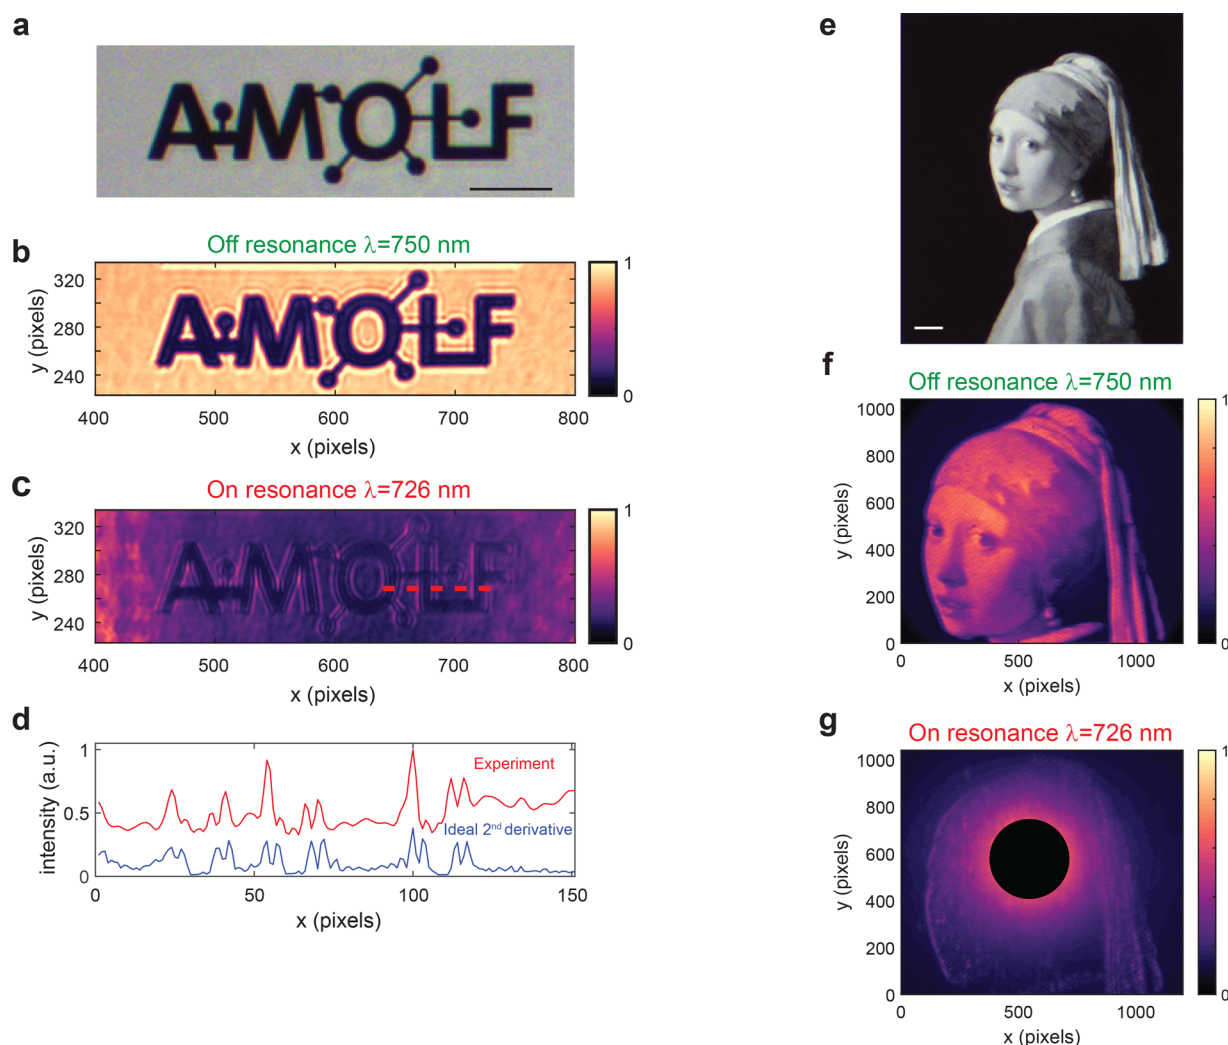 a
AMOLF
b
Off resonance λ=750 nm
y (pixels)
320
280
240
AMOLF
1
0
400 500 600 700 800
x (pixels)
c
On resonance λ=726 nm
y (pixels)
320
280
240
AMOLF
1
0
400 500 600 700 800
x (pixels)
d
intensity (a.u.)
1
0.5
0
Experiment
Ideal 2nd derivative
0 50 100 150
x (pixels)
e
f
Off resonance λ=750 nm
y (pixels)
1000
800
600
400
200
0
1
0
0 500 1000
x (pixels)
g
On resonance λ=726 nm
y (pixels)
1000
800
600
400
200
0
1
0
0 500 1000
x (pixels)